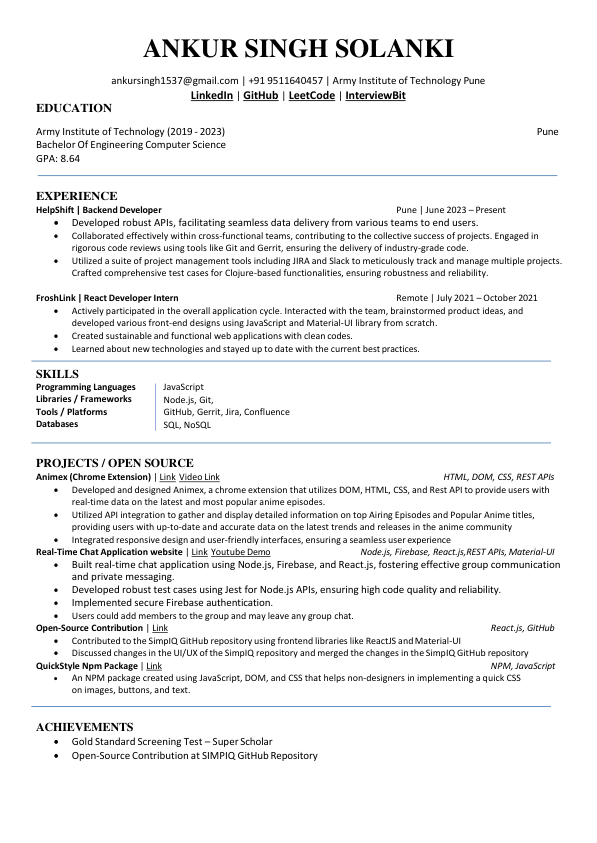 ANKUR SINGH SOLANKI
ankursingh1537@gmail.com | +91 9511640457 | Army Institute of Technology Pune
LinkedIn | GitHub | LeetCode | InterviewBit
EDUCATION
Army Institute of Technology (2019 - 2023) Pune
Bachelor Of Engineering Computer Science
GPA: 8.64
EXPERIENCE
HelpShift | Backend Developer Pune | June 2023 – Present
• Developed robust APIs, facilitating seamless data delivery from various teams to end users.
• Collaborated effectively within cross-functional teams, contributing to the collective success of projects. Engaged in
rigorous code reviews using tools like Git and Gerrit, ensuring the delivery of industry-grade code.
• Utilized a suite of project management tools including JIRA and Slack to meticulously track and manage multiple projects.
Crafted comprehensive test cases for Clojure-based functionalities, ensuring robustness and reliability.
FroshLink | React Developer Intern Remote | July 2021 – October 2021
• Actively participated in the overall application cycle. Interacted with the team, brainstormed product ideas, and
developed various front-end designs using JavaScript and Material-UI library from scratch.
• Created sustainable and functional web applications with clean codes.
• Learned about new technologies and stayed up to date with the current best practices.
SKILLS
Programming Languages JavaScript
Libraries / Frameworks Node.js, Git,
Tools / Platforms GitHub, Gerrit, Jira, Confluence
Databases SQL, NoSQL
PROJECTS / OPEN SOURCE
Animex (Chrome Extension) | Link Video Link HTML, DOM, CSS, REST APIs
• Developed and designed Animex, a chrome extension that utilizes DOM, HTML, CSS, and Rest API to provide users with
real-time data on the latest and most popular anime episodes.
• Utilized API integration to gather and display detailed information on top Airing Episodes and Popular Anime titles,
providing users with up-to-date and accurate data on the latest trends and releases in the anime community
• Integrated responsive design and user-friendly interfaces, ensuring a seamless user experience
Real-Time Chat Application website | Link Youtube Demo Node.js, Firebase, React.js,REST APIs, Material-UI
• Built real-time chat application using Node.js, Firebase, and React.js, fostering effective group communication
and private messaging.
• Developed robust test cases using Jest for Node.js APIs, ensuring high code quality and reliability.
• Implemented secure Firebase authentication.
• Users could add members to the group and may leave any group chat.
Open-Source Contribution | Link React.js, GitHub
• Contributed to the SimpIQ GitHub repository using frontend libraries like ReactJS and Material-UI
• Discussed changes in the UI/UX of the SimpIQ repository and merged the changes in the SimpIQ GitHub repository
QuickStyle Npm Package | Link NPM, JavaScript
• An NPM package created using JavaScript, DOM, and CSS that helps non-designers in implementing a quick CSS
on images, buttons, and text.
ACHIEVEMENTS
• Gold Standard Screening Test – Super Scholar
• Open-Source Contribution at SIMPIQ GitHub Repository